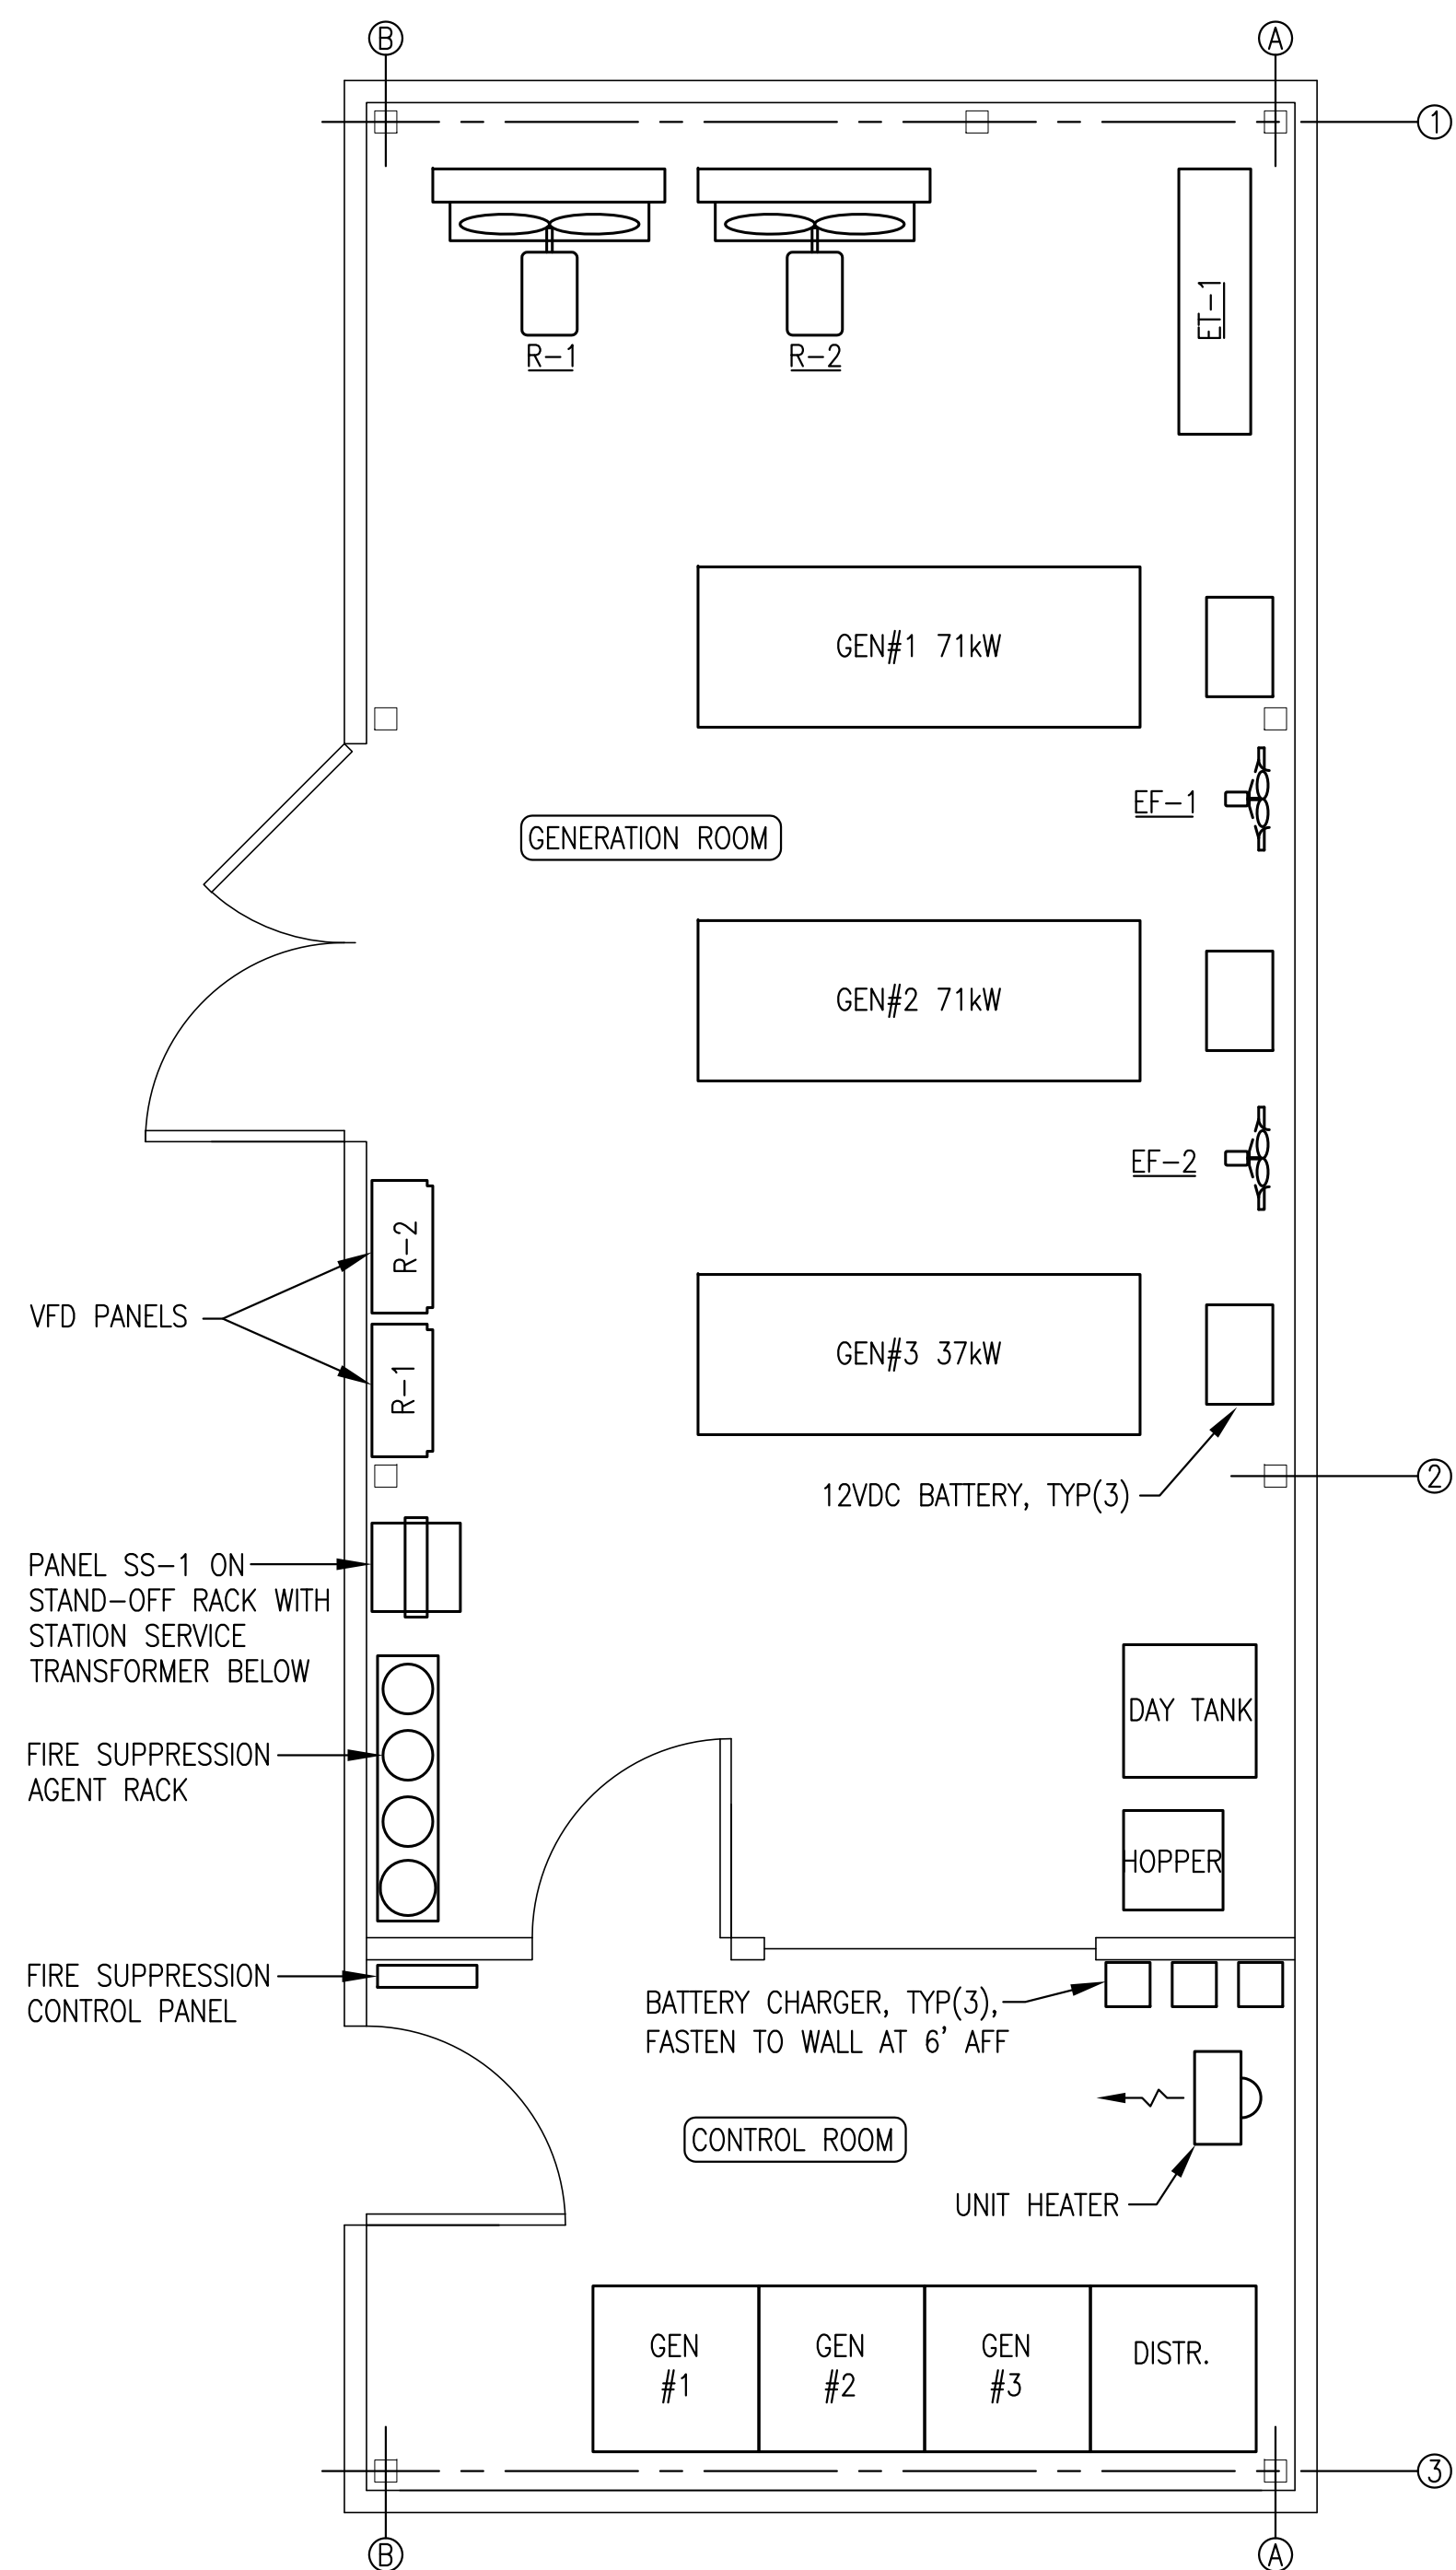 B
A
1
R-1
R-2
ET-1
GEN#1 71kW
EF-1
GENERATION ROOM
GEN#2 71kW
EF-2
R-2
VFD PANELS
GEN#3 37kW
R-1
2
12VDC BATTERY, TYP(3)
PANEL SS-1 ON
STAND-OFF RACK WITH
STATION SERVICE
TRANSFORMER BELOW
DAY TANK
FIRE SUPPRESSION
AGENT RACK
HOPPER
FIRE SUPPRESSION
CONTROL PANEL
BATTERY CHARGER, TYP(3),
FASTEN TO WALL AT 6' AFF
CONTROL ROOM
UNIT HEATER
GEN
#1
GEN
#2
GEN
#3
DISTR.
3
B
A